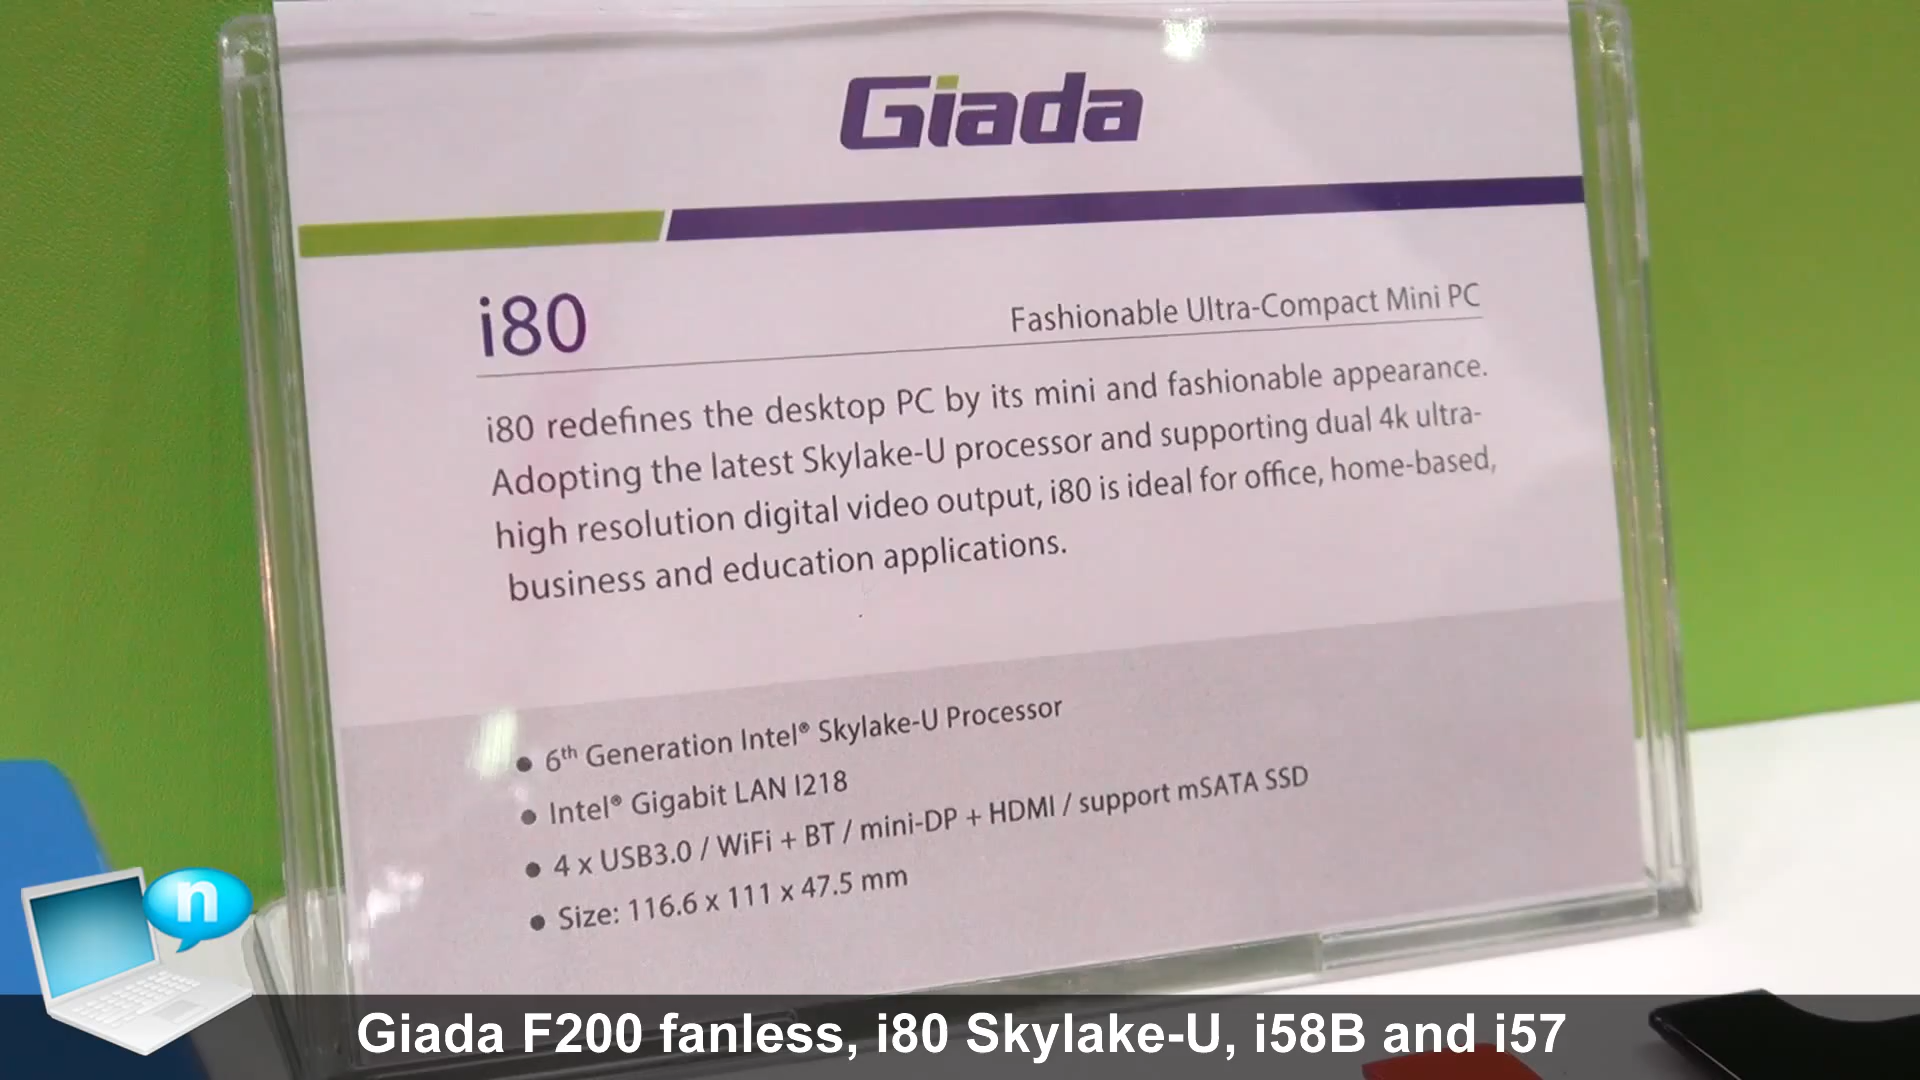 Giada
i80
Fashionable Ultra-Compact Mini PC
i80 redefines the desktop PC by its mini and fashionable appearance.
Adopting the latest Skylake-U processor and supporting dual 4k ultra-
high resolution digital video output, i80 is ideal for office, home-based,
business and education applications.
● 6th Generation Intel® Skylake-U Processor
● Intel® Gigabit LAN I218
● 4 x USB3.0 / WiFi + BT / mini-DP + HDMI / support mSATA SSD
● Size: 116.6 x 111 x 47.5 mm
n
Giada F200 fanless, i80 Skylake-U, i58B and i57